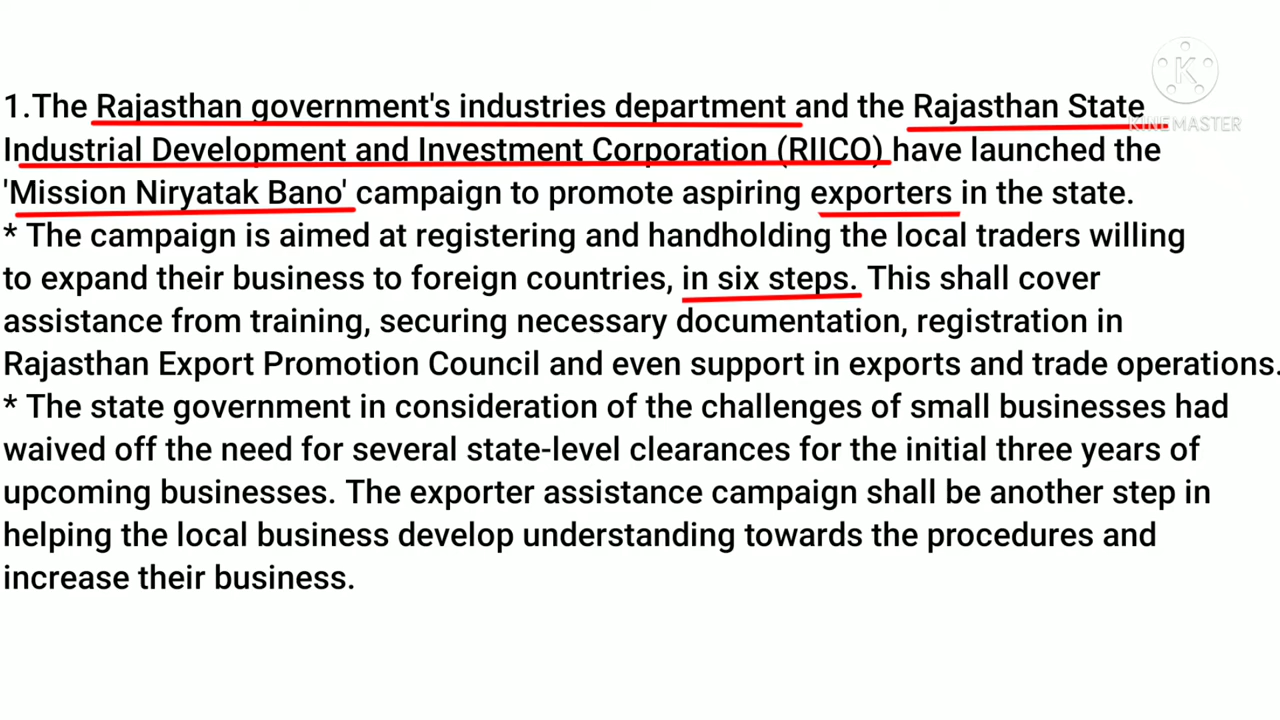 1.The Rajasthan government's industries department and the Rajasthan State
Industrial Development and Investment Corporation (RIICO) have launched the
'Mission Niryatak Bano' campaign to promote aspiring exporters in the state.
* The campaign is aimed at registering and handholding the local traders willing
to expand their business to foreign countries, in six steps. This shall cover
assistance from training, securing necessary documentation, registration in
Rajasthan Export Promotion Council and even support in exports and trade operations.
* The state government in consideration of the challenges of small businesses had
waived off the need for several state-level clearances for the initial three years of
upcoming businesses. The exporter assistance campaign shall be another step in
helping the local business develop understanding towards the procedures and
increase their business.
K
KINEMASTER